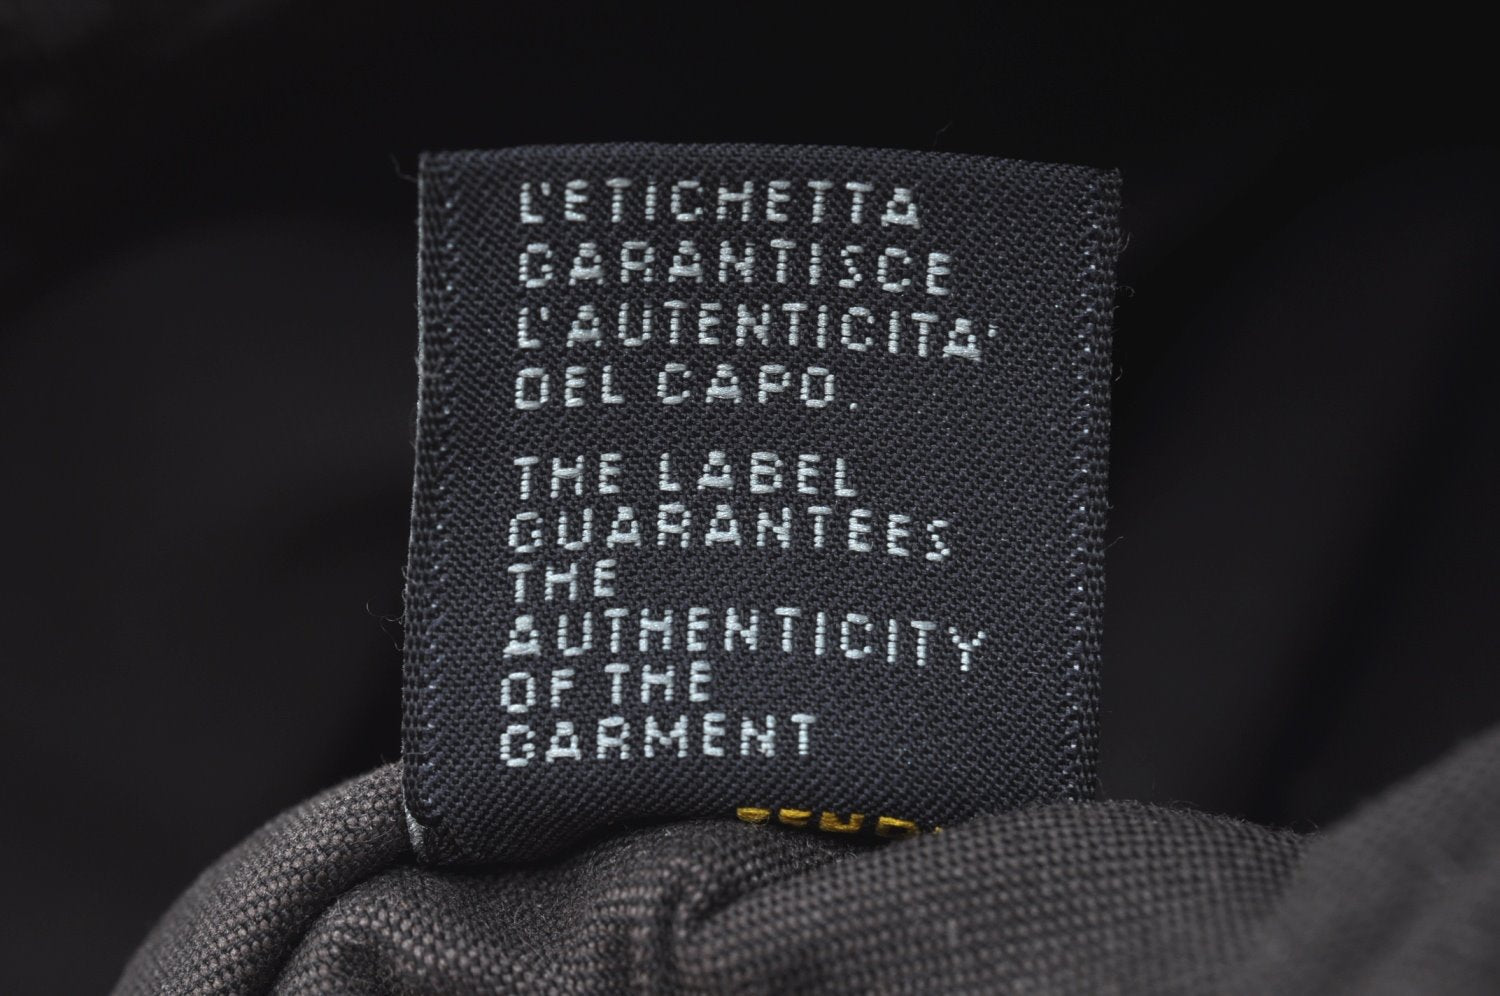 L'ETICHETTA
GARANTISCE
L'AUTENTICITA'
DEL CAPO.
THE LABEL
GUARANTEES
THE
AUTHENTICITY
OF THE
GARMENT